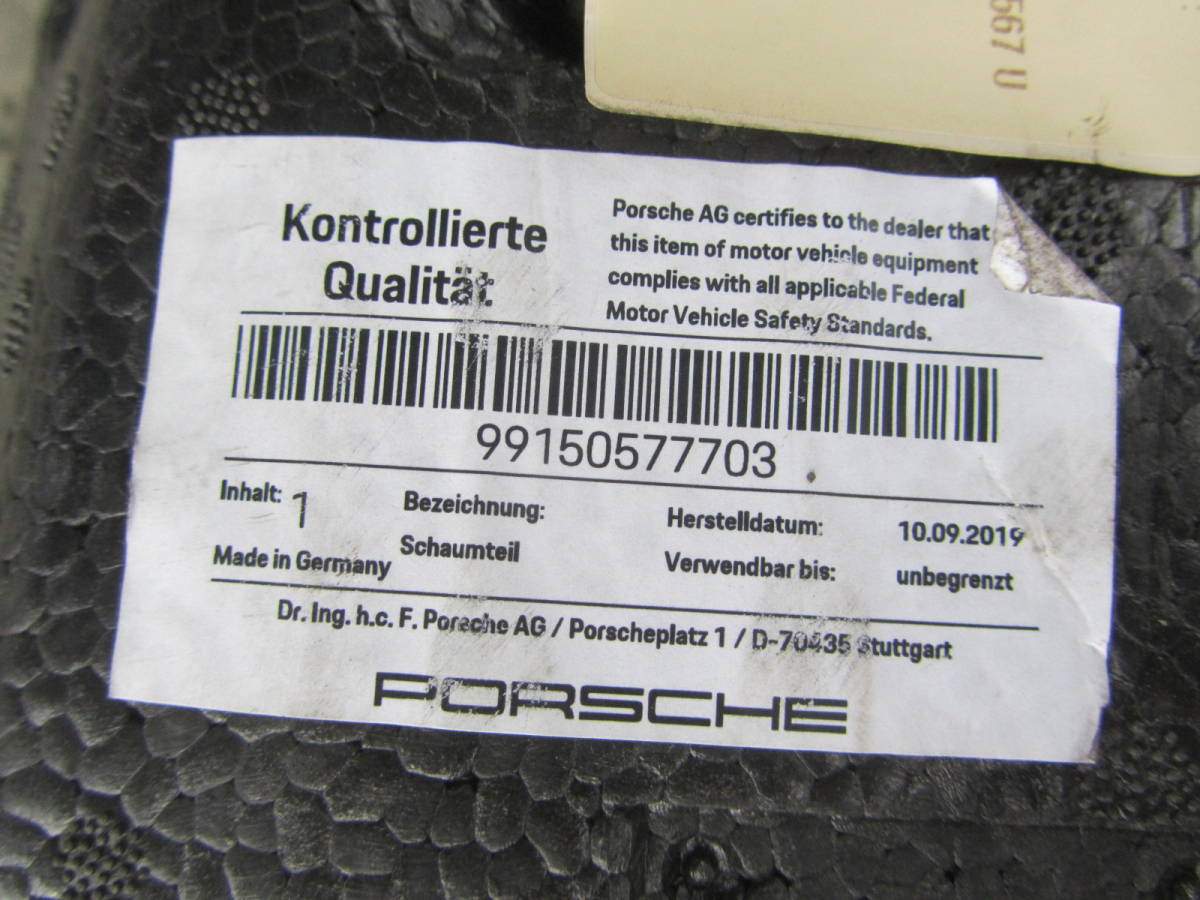 567 U
Kontrollierte
Qualität
Porsche AG certifies to the dealer that
this item of motor vehicle equipment
complies with all applicable Federal
Motor Vehicle Safety Standards.
99150577703
Inhalt: 1
Made in Germany
Bezeichnung:
Schaumteil
Herstelldatum: 10.09.2019
Verwendbar bis: unbegrenzt
Dr. Ing. h.c. F. Porsche AG / Porscheplatz 1 / D-70435 Stuttgart
PORSCHE